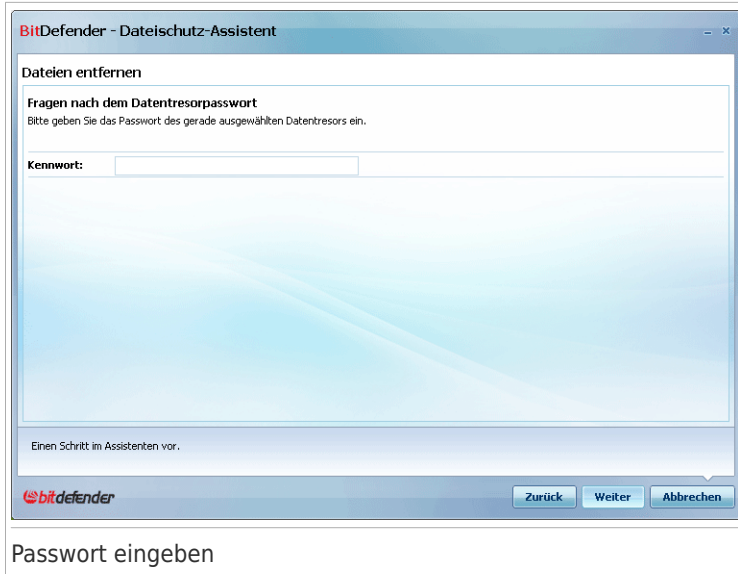 BitDefender - Dateischutz-Assistent
Dateien entfernen
Fragen nach dem Datentresorpasswort
Bitte geben Sie das Passwort des gerade ausgewählten Datentresors ein.
Kennwort:
Einen Schritt im Assistenten vor.
bitdefender
Zurück Weiter Abbrechen
Passwort eingeben